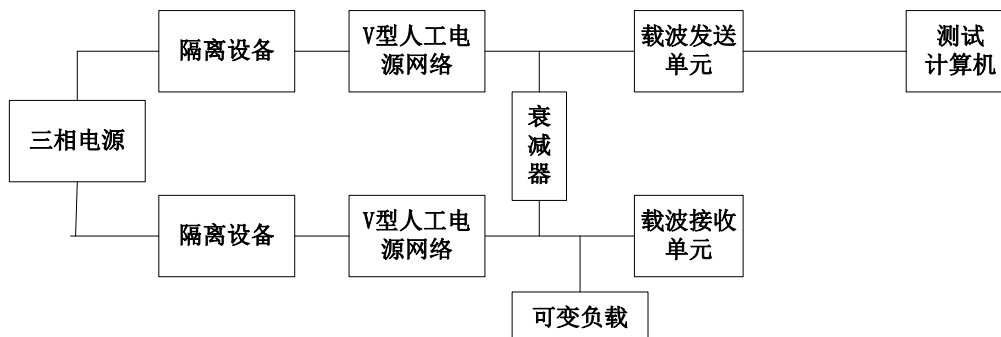 隔离设备
V型人工电
源网络
载波发送
单元
测试
计算机
三相电源
衰
减
器
隔离设备
V型人工电
源网络
载波接收
单元
可变负载